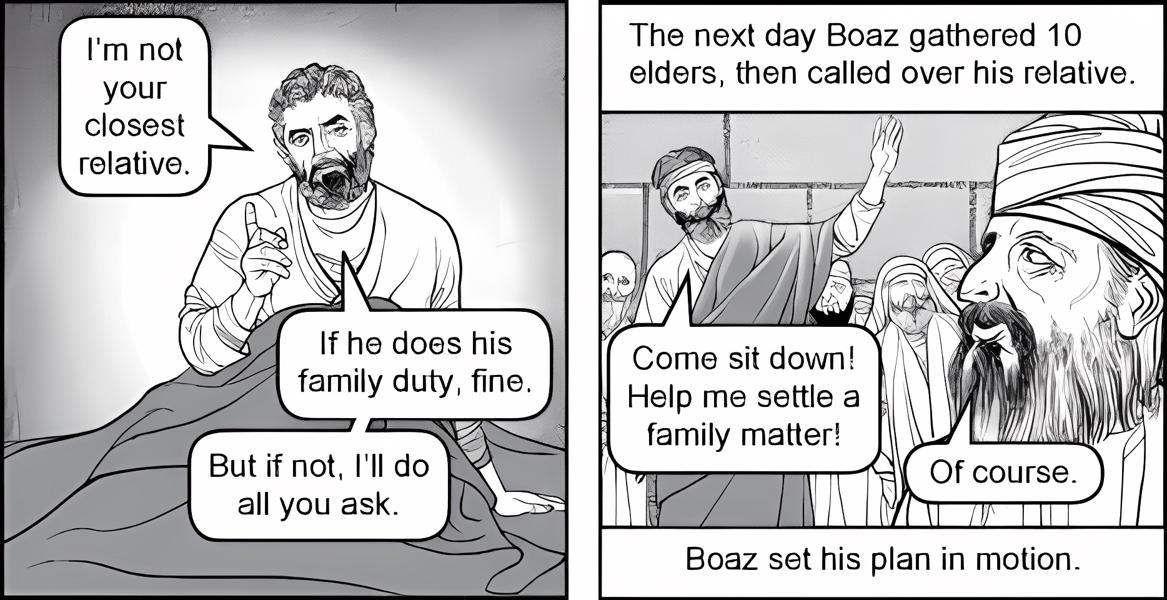 I'm not
your
closest
relative.
If he does his
family duty, fine.
But if not, I'll do
all you ask.
The next day Boaz gathered 10
elders, then called over his relative.
Come sit down!
Help me settle a
family matter!
Of course.
Boaz set his plan in motion.